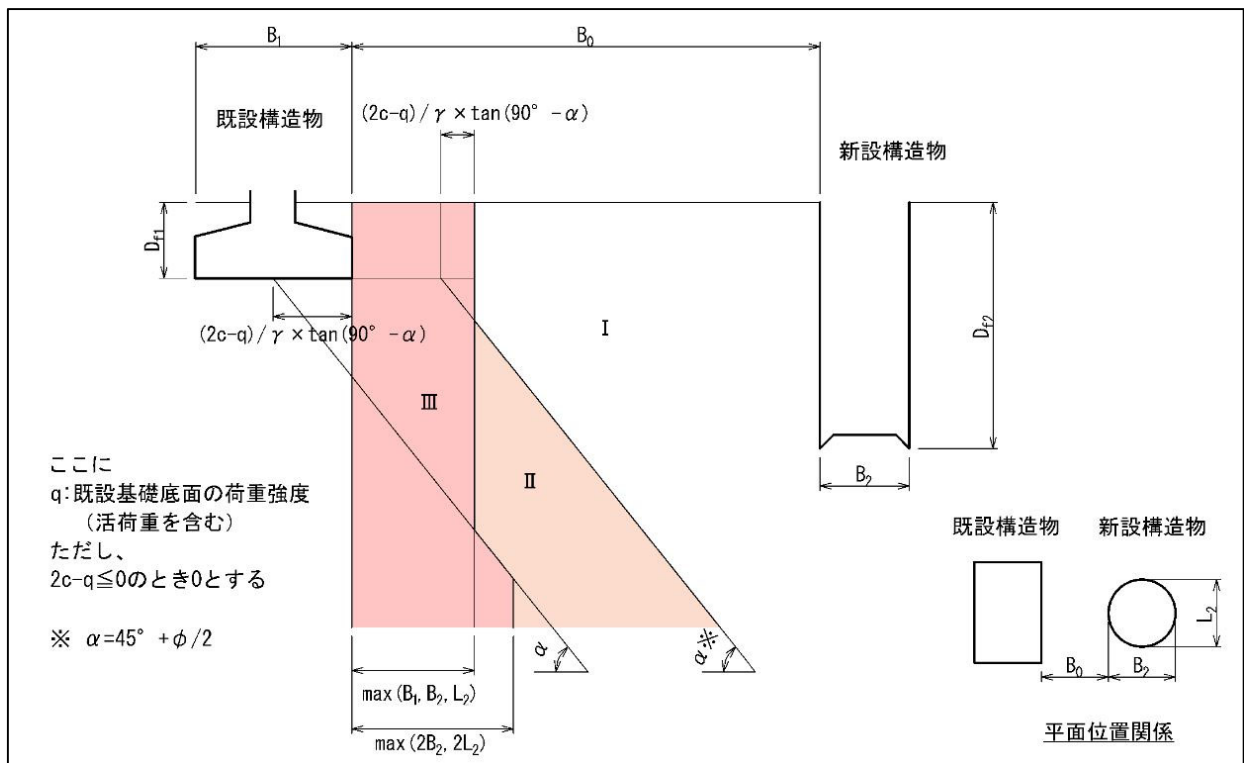 B₁
B₀
既設構造物
(2c-q)/γ×tan(90°-α)
新設構造物
D_f1
(2c-q)/γ×tan(90°-α)
Ⅰ
D_f2
Ⅲ
Ⅱ
B₂
ここに
q:既設基礎底面の荷重強度
(活荷重を含む)
ただし、
2c-q≦0のとき0とする
※ α=45°+φ/2
α
α※
max(B₁,B₂,L₂)
max(2B₂,2L₂)
既設構造物 新設構造物
L₂
B₀ B₂
平面位置関係